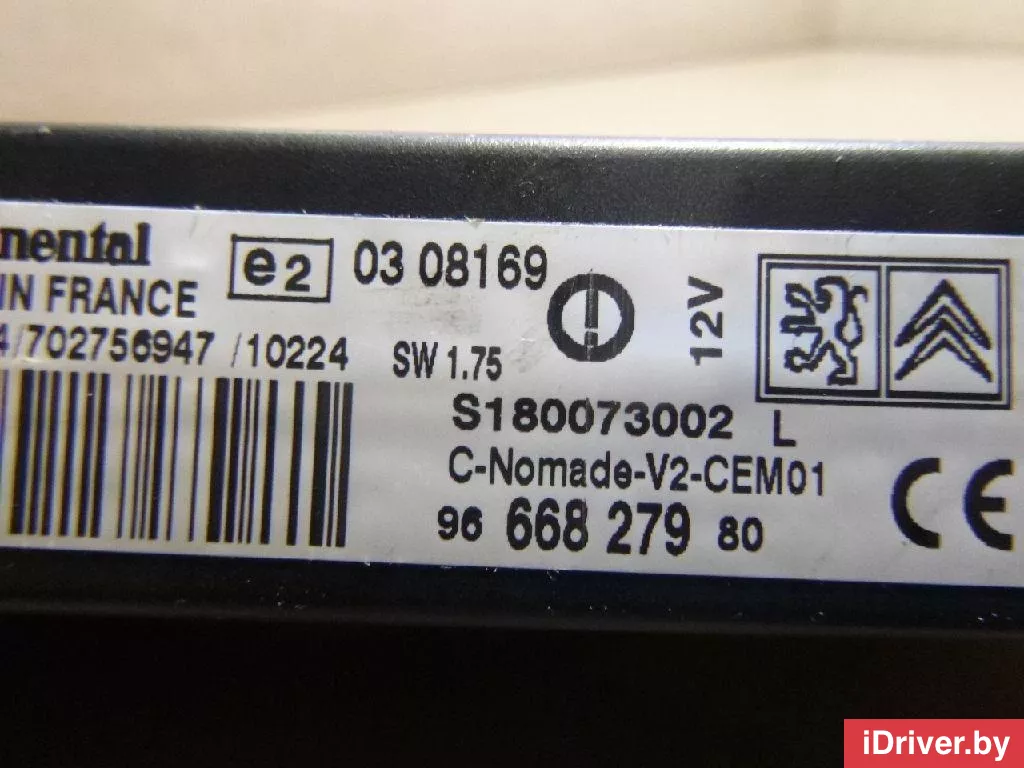 nental
IN FRANCE
e2
03 08169
4/702756947 /10224
SW 1.75
12V
S180073002 L
C-Nomade-V2-CEM01
96 668 279 80
CE
iDriver.by